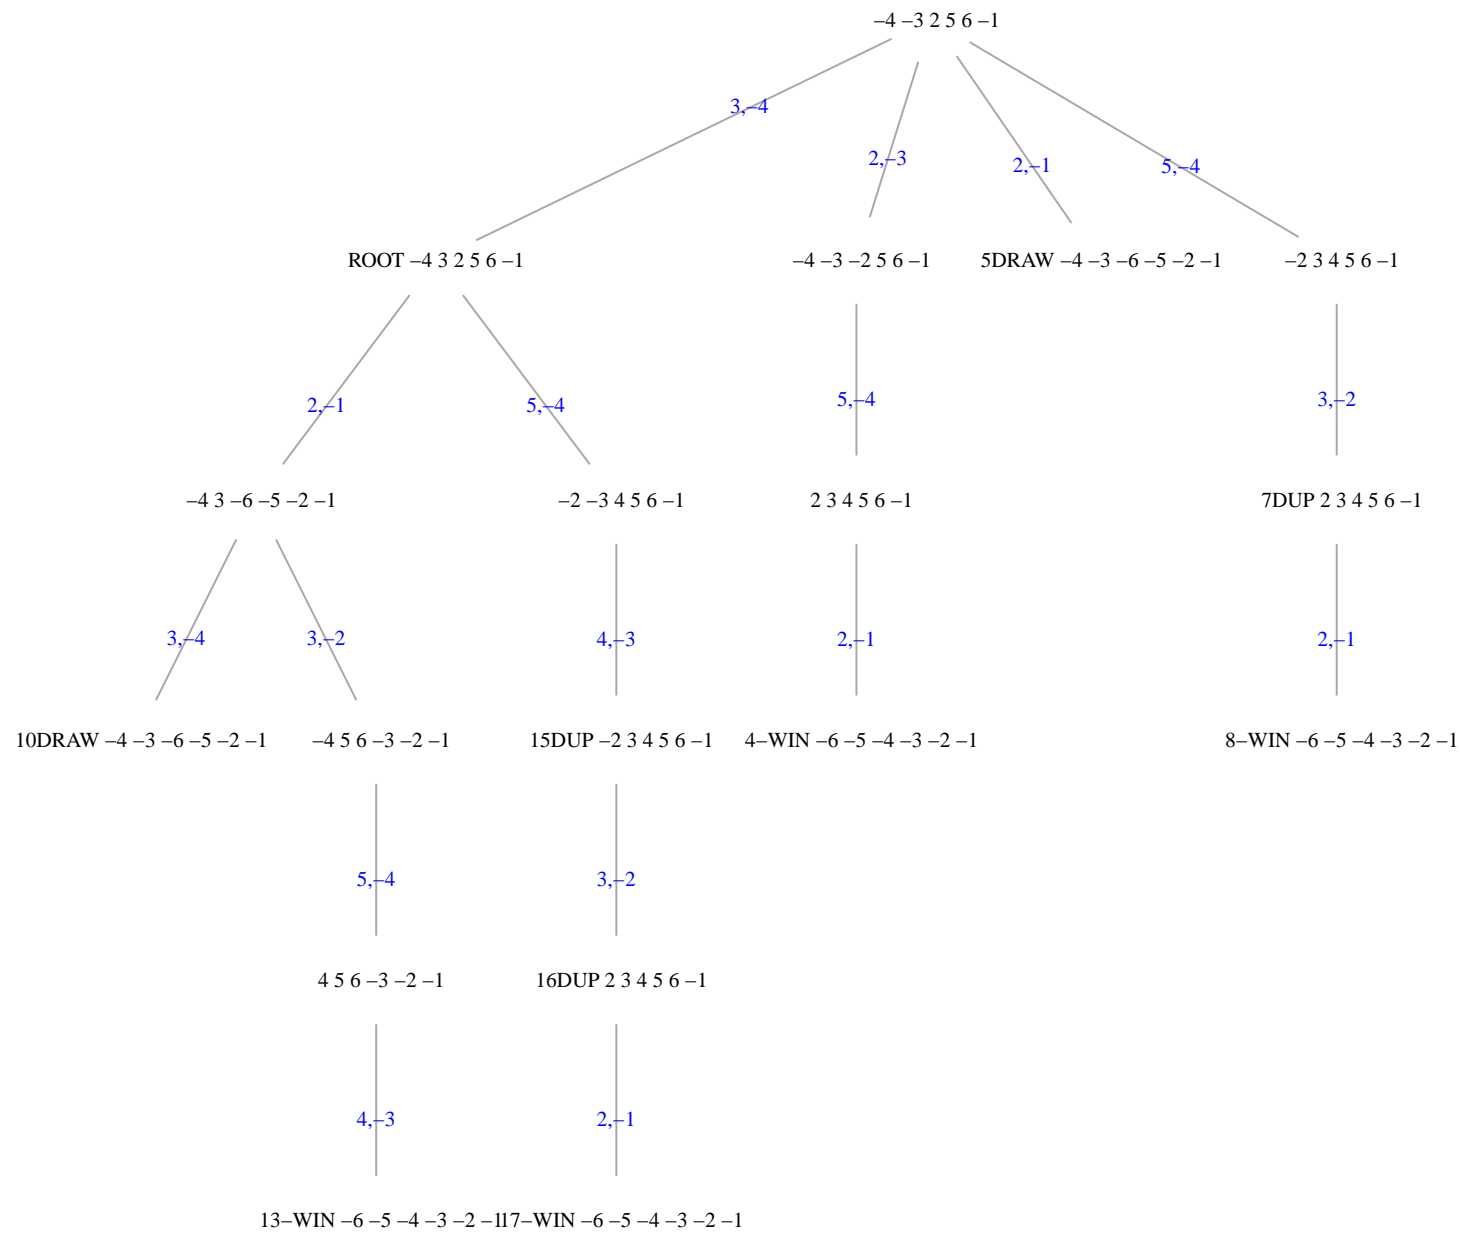 −4 −3 2 5 6 −1
3,−4
2,−3
2,−1
5,−4
ROOT −4 3 2 5 6 −1
−4 −3 −2 5 6 −1
5DRAW −4 −3 −6 −5 −2 −1
−2 3 4 5 6 −1
2,−1
5,−4
5,−4
3,−2
−4 3 −6 −5 −2 −1
−2 −3 4 5 6 −1
2 3 4 5 6 −1
7DUP 2 3 4 5 6 −1
3,−4
3,−2
4,−3
2,−1
2,−1
10DRAW −4 −3 −6 −5 −2 −1
−4 5 6 −3 −2 −1
15DUP −2 3 4 5 6 −1
4−WIN −6 −5 −4 −3 −2 −1
8−WIN −6 −5 −4 −3 −2 −1
5,−4
3,−2
4 5 6 −3 −2 −1
16DUP 2 3 4 5 6 −1
4,−3
2,−1
13−WIN −6 −5 −4 −3 −2 −1
17−WIN −6 −5 −4 −3 −2 −1